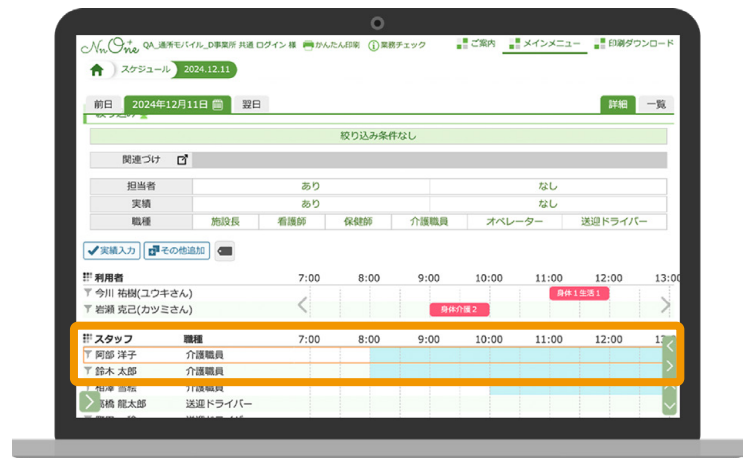 NnOne QA_通所モバイル_D事業所 共通 ログイン 様 かんたん印刷 業務チェック ご案内 メインメニュー 印刷ダウンロード
スケジュール 2024.12.11
前日 2024年12月11日 翌日 詳細 一覧
絞り込み
絞り込み条件なし
関連づけ
担当者 あり なし
実績 あり なし
職種 施設長 看護師 保健師 介護職員 オペレーター 送迎ドライバー
実績入力 その他追加
利用者 7:00 8:00 9:00 10:00 11:00 12:00 13:00
今川 祐樹(ユウキさん) 身体1生活1
岩瀬 克己(カツミさん) 身体介護2
スタッフ 職種 7:00 8:00 9:00 10:00 11:00 12:00
阿部 洋子 介護職員
鈴木 太郎 介護職員
介護職員
高橋 龍太郎 送迎ドライバー